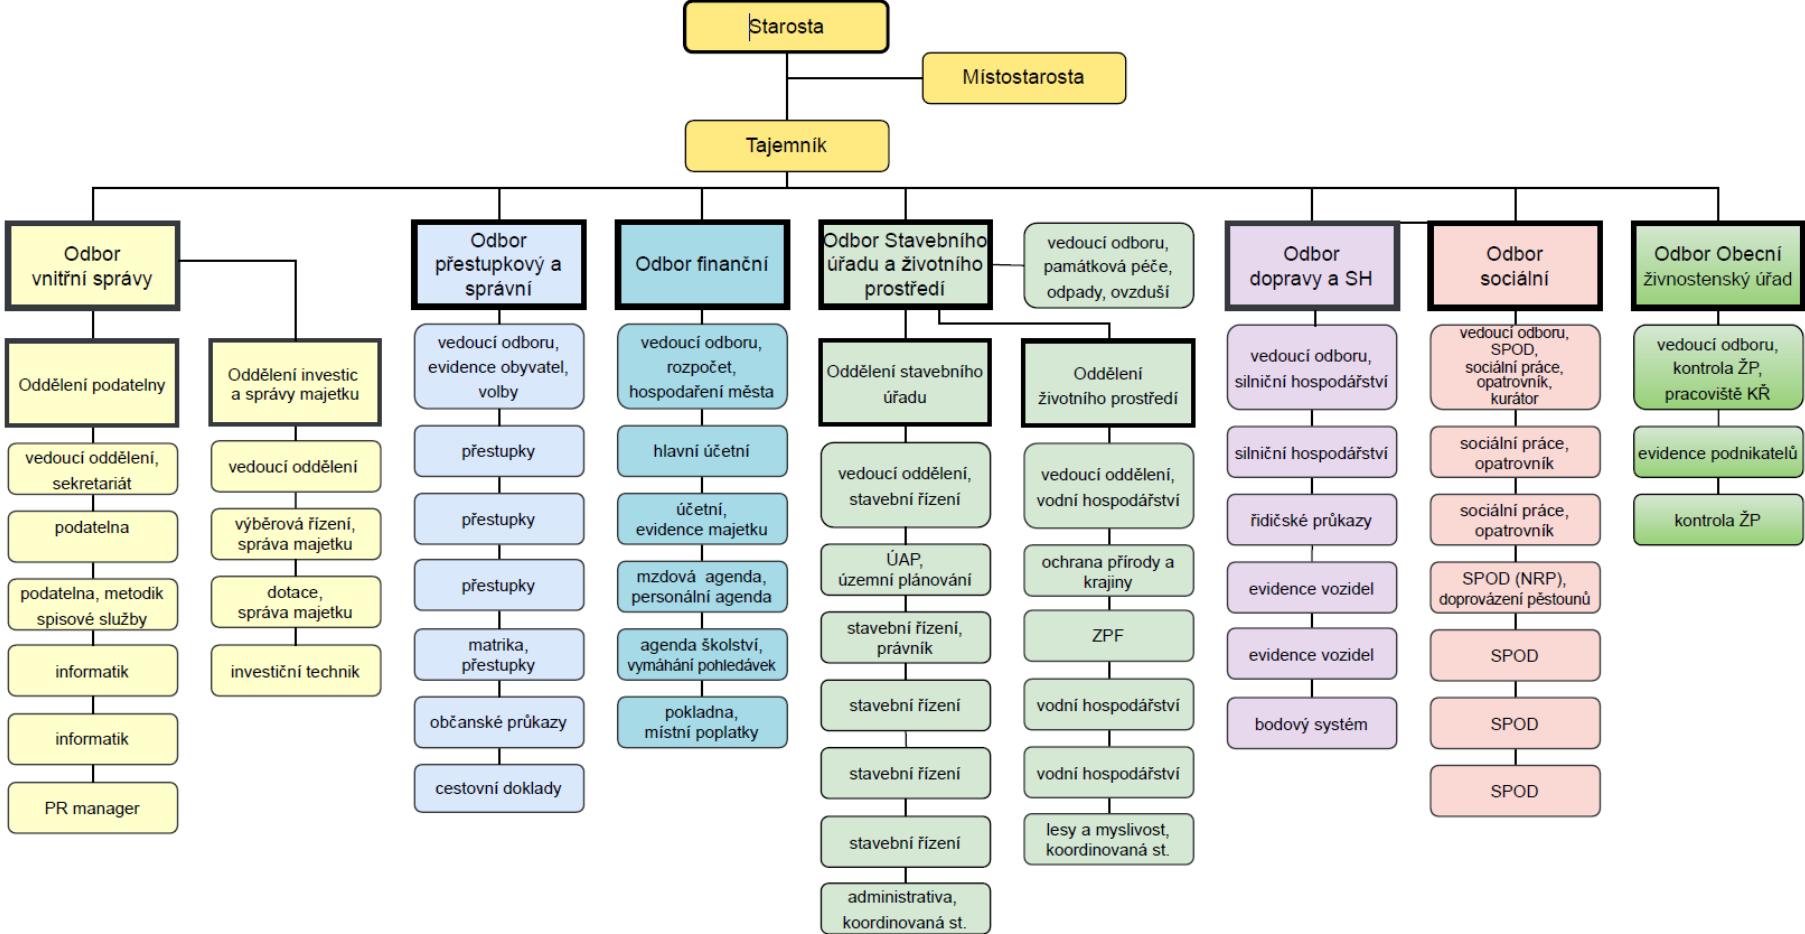 Starosta
Místostarosta
Tajemník
Odbor
vnitřní správy
Oddělení podatelny
vedoucí oddělení,
sekretariát
podatelna
podatelna, metodik
spisové služby
informatik
informatik
PR manager
Oddělení investic
a správy majetku
vedoucí oddělení
výběrová řízení,
správa majetku
dotace,
správa majetku
investiční technik
Odbor
přestupkový a
správní
vedoucí odboru,
evidence obyvatel,
volby
přestupky
přestupky
přestupky
matrika,
přestupky
občanské průkazy
cestovní doklady
Odbor finanční
vedoucí odboru,
rozpočet,
hospodaření města
hlavní účetní
účetní,
evidence majetku
mzdová agenda,
personální agenda
agenda školství,
vymáhání pohledávek
pokladna,
místní poplatky
Odbor Stavebního
úřadu a životního
prostředí
vedoucí odboru,
památková péče,
odpady, ovzduší
Oddělení stavebního
úřadu
vedoucí oddělení,
stavební řízení
ÚAP,
územní plánování
stavební řízení,
právník
stavební řízení
stavební řízení
stavební řízení
administrativa,
koordinovaná st.
Oddělení
životního prostředí
vedoucí oddělení,
vodní hospodářství
ochrana přírody a
krajiny
ZPF
vodní hospodářství
vodní hospodářství
lesy a myslivost,
koordinovaná st.
Odbor
dopravy a SH
vedoucí odboru,
silniční hospodářství
silniční hospodářství
řidičské průkazy
evidence vozidel
evidence vozidel
bodový systém
Odbor
sociální
vedoucí odboru,
SPOD,
sociální práce,
opatrovník,
kurátor
sociální práce,
opatrovník
sociální práce,
opatrovník
SPOD (NRP),
doprovázení pěstounů
SPOD
SPOD
SPOD
Odbor Obecní
živnostenský úřad
vedoucí odboru,
kontrola ŽP,
pracoviště KŘ
evidence podnikatelů
kontrola ŽP